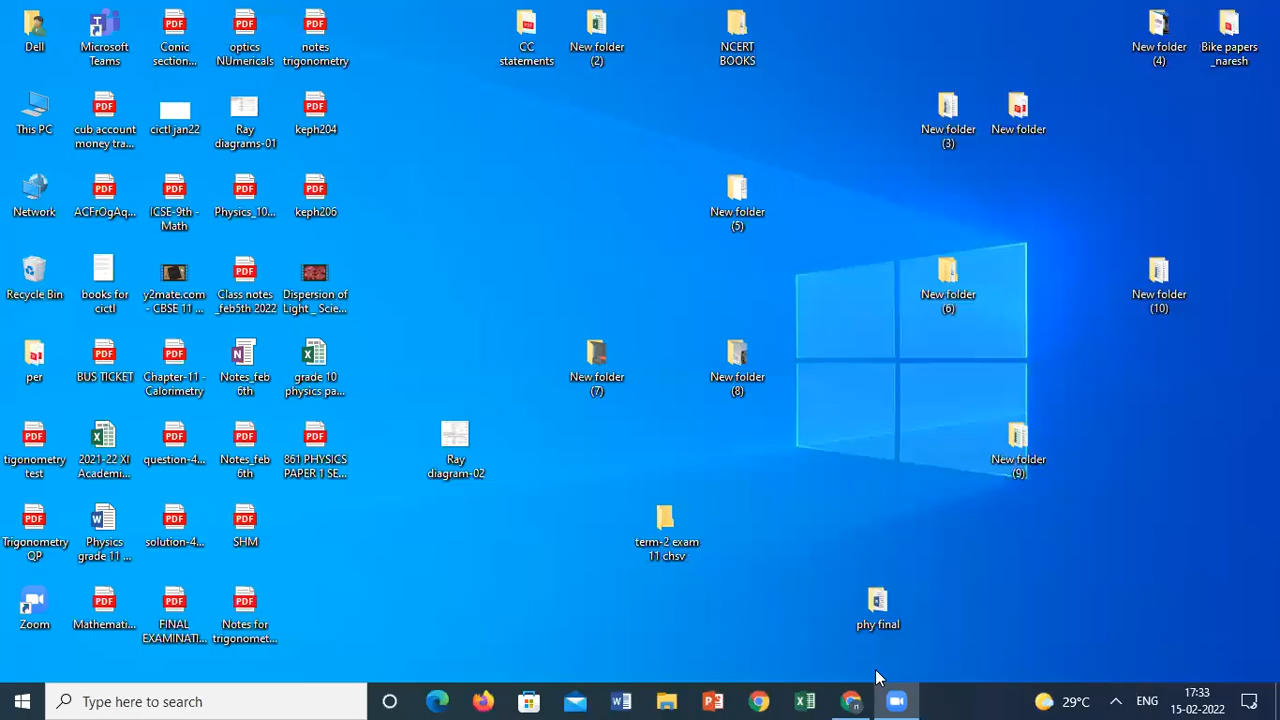 Dell
Microsoft
Teams
Conic
section...
optics
NUmericals
notes
trigonometry
CC
statements
New folder
(2)
NCERT
BOOKS
New folder
(4)
Bike papers
_naresh
This PC
cub account
money tra...
cictl jan22
Ray
diagrams-01
keph204
New folder
(3)
New folder
Network
ACFrOgAq...
ICSE-9th -
Math
Physics_10...
keph206
New folder
(5)
Recycle Bin
books for
cictl
y2mate.com
- CBSE 11 ...
Class notes
_feb5th 2022
Dispersion of
Light _ Scie...
New folder
(6)
New folder
(10)
per
BUS TICKET
Chapter-11 -
Calorimetry
Notes_feb
6th
grade 10
physics pa...
New folder
(7)
New folder
(8)
tigonometry
test
2021-22 XI
Academi...
question-4...
Notes_feb
6th
861 PHYSICS
PAPER 1 SE...
Ray
diagram-02
New folder
(9)
Trigonometry
QP
Physics
grade 11 ...
solution-4...
SHM
term-2 exam
11 chsv
Zoom
Mathemati...
FINAL
EXAMINATI...
Notes for
trigonomet...
phy final
Type here to search
29°C
ENG
17:33
15-02-2022